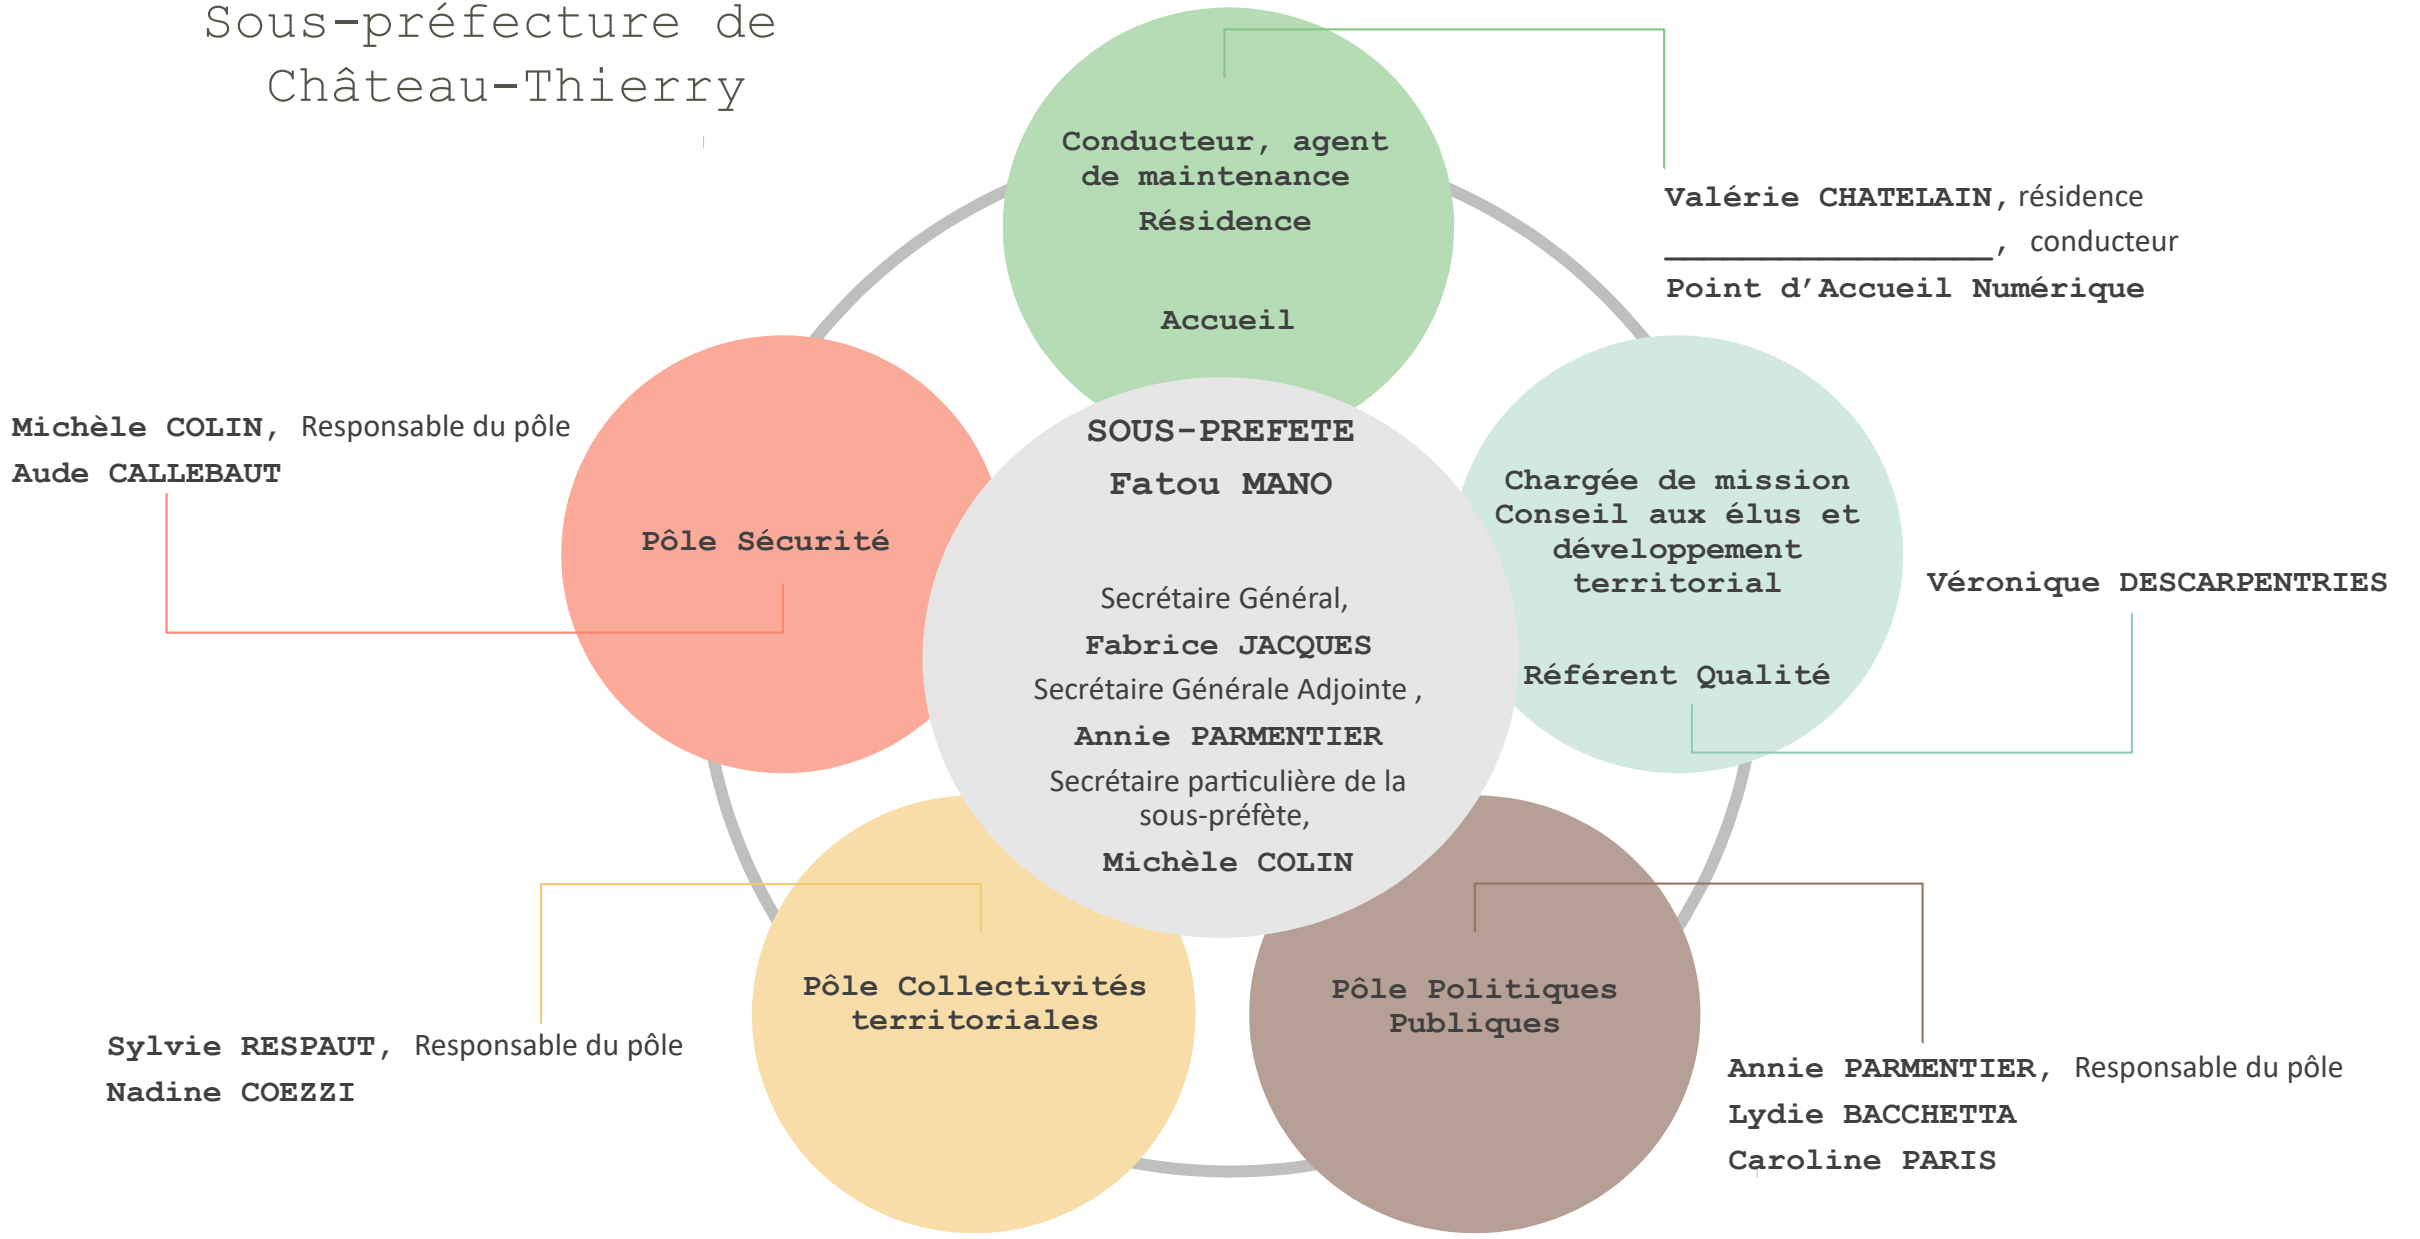 Sous-préfecture de
Château-Thierry
Conducteur, agent
de maintenance
Résidence
Accueil
Valérie CHATELAIN, résidence
_________________, conducteur
Point d’Accueil Numérique
Michèle COLIN, Responsable du pôle
Aude CALLEBAUT
Pôle Sécurité
SOUS-PREFETE
Fatou MANO
Secrétaire Général,
Fabrice JACQUES
Secrétaire Générale Adjointe ,
Annie PARMENTIER
Secrétaire particulière de la
sous-préfète,
Michèle COLIN
Chargée de mission
Conseil aux élus et
développement
territorial
Référent Qualité
Véronique DESCARPENTRIES
Pôle Collectivités
territoriales
Sylvie RESPAUT, Responsable du pôle
Nadine COEZZI
Pôle Politiques
Publiques
Annie PARMENTIER, Responsable du pôle
Lydie BACCHETTA
Caroline PARIS